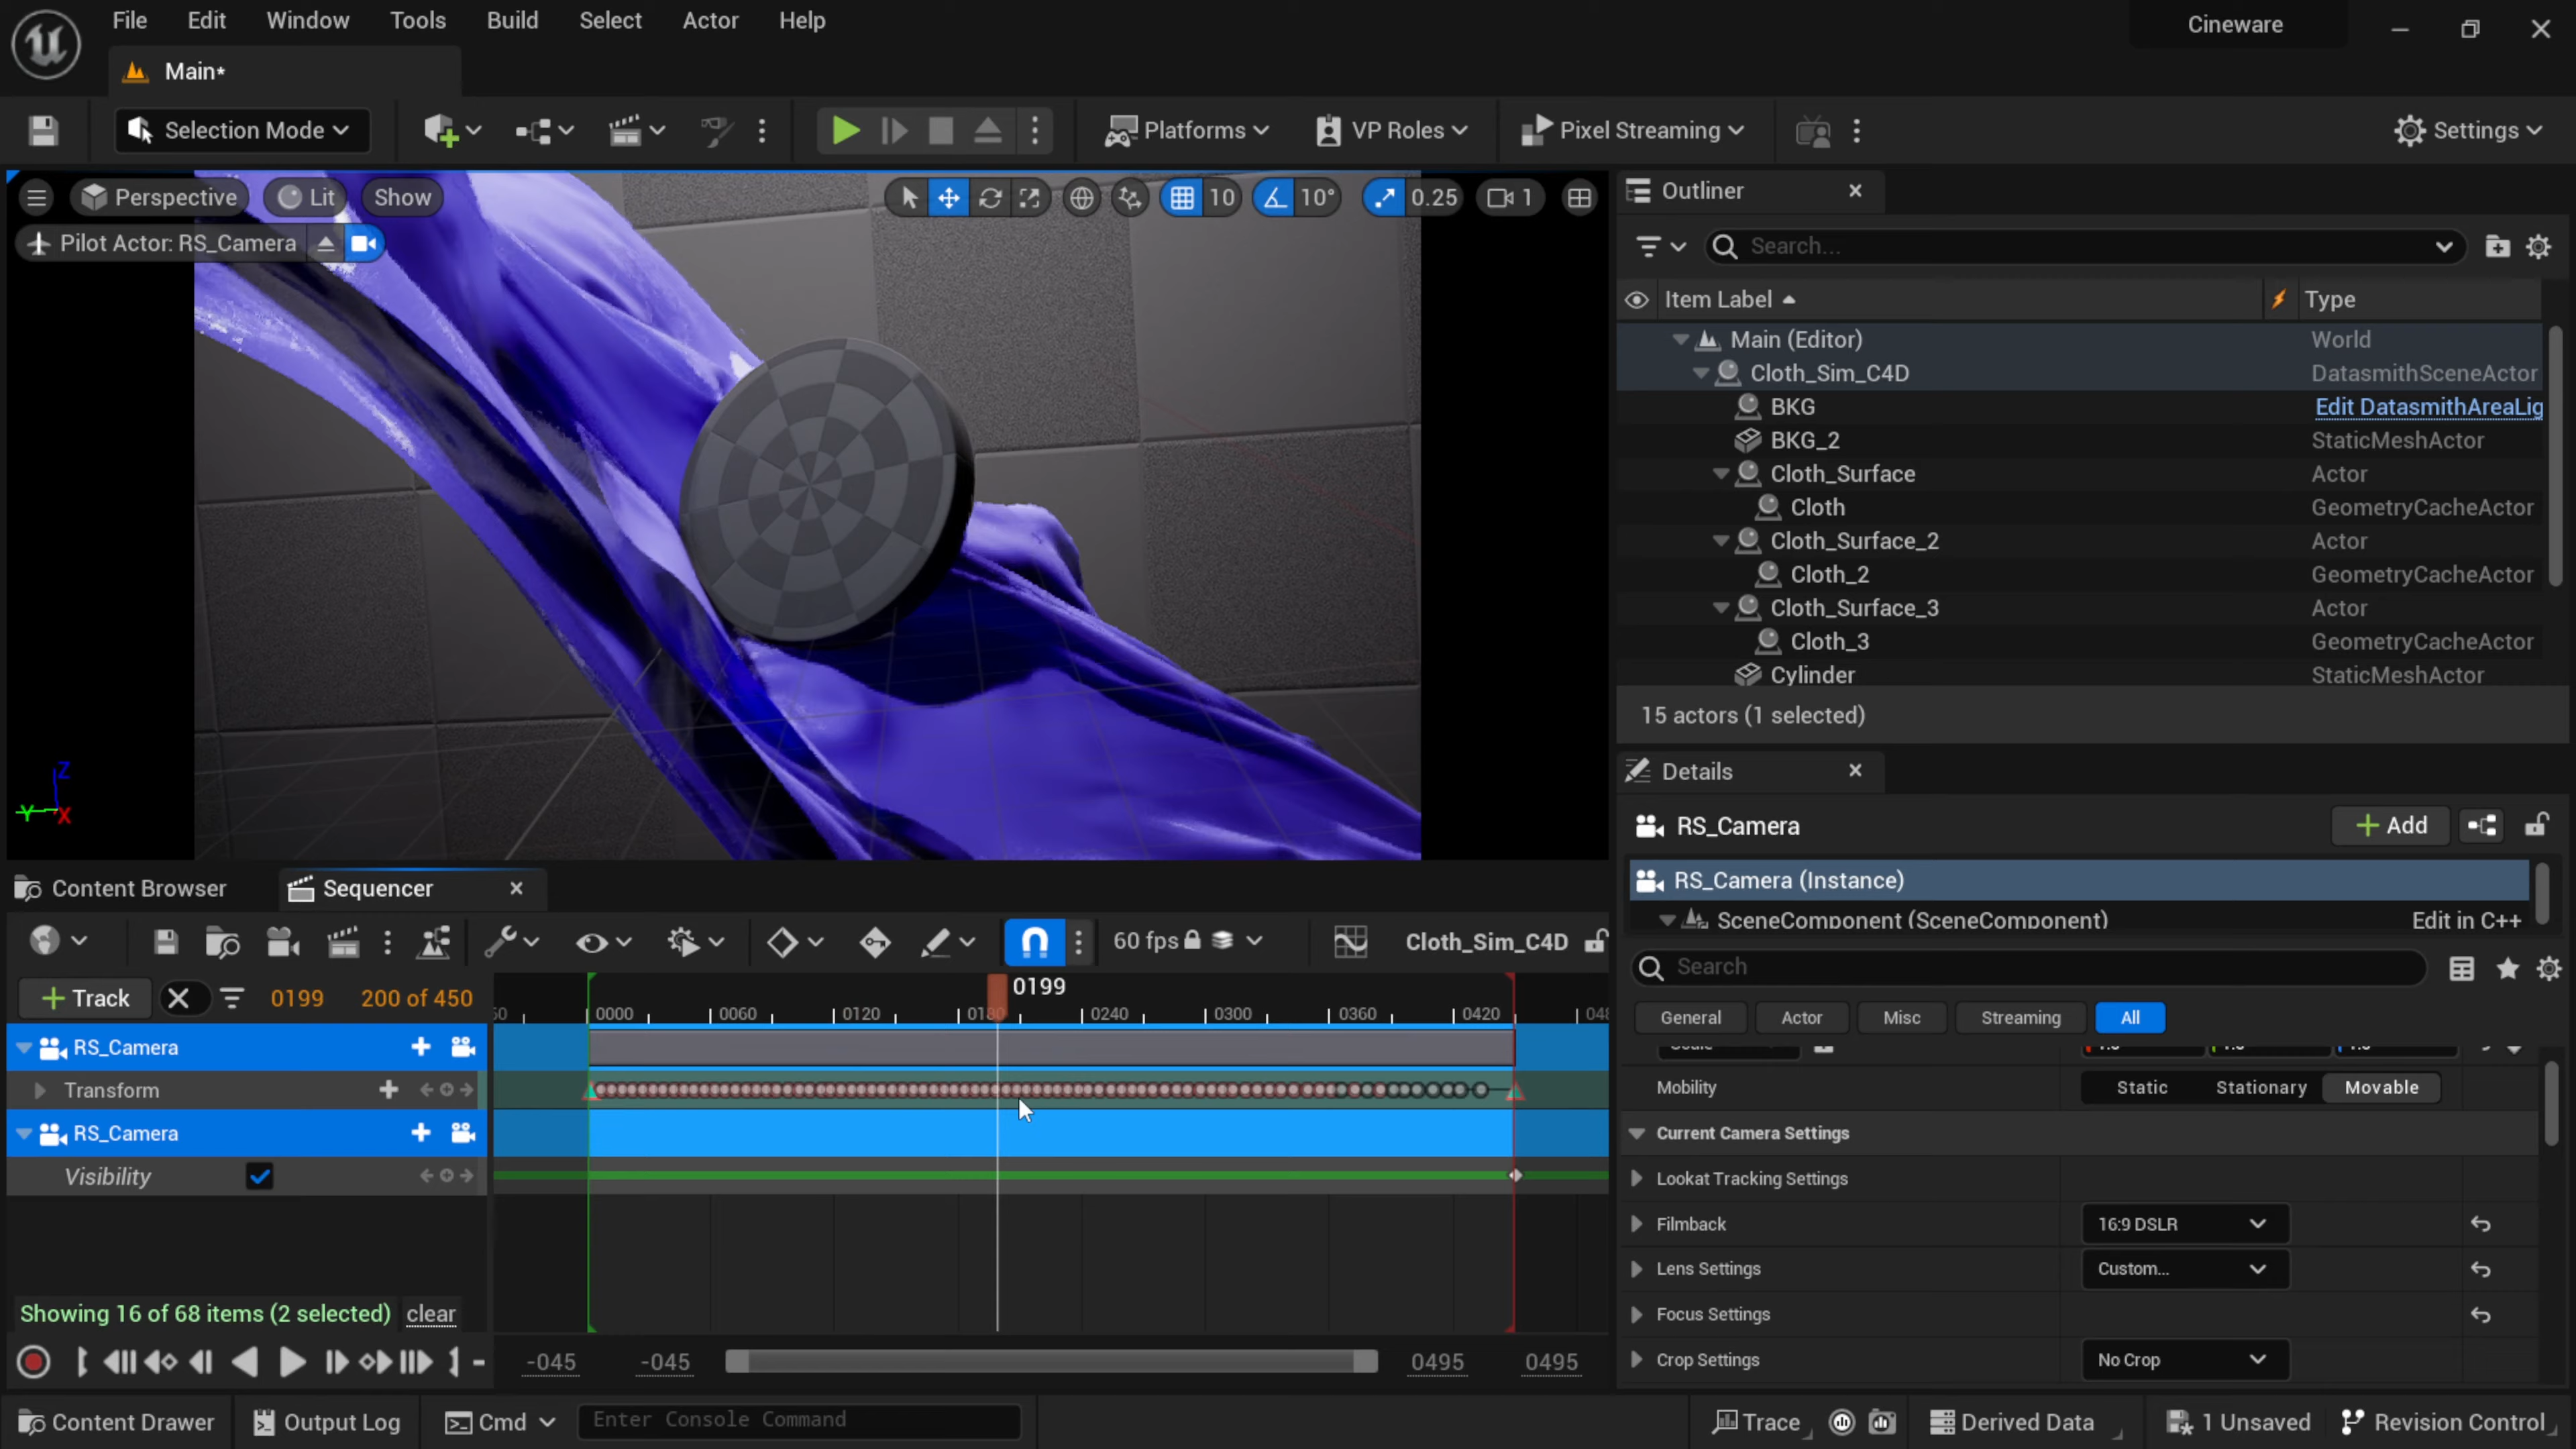 File Edit Window Tools Build Select Actor Help
Cineware
Main*
Selection Mode
Platforms
VP Roles
Pixel Streaming
Settings
Perspective Lit Show
10 10° 0.25 1
Pilot Actor: RS_Camera
Outliner
Search...
Item Label Type
Main (Editor) World
Cloth_Sim_C4D DatasmithSceneActor
BKG Edit DatasmithAreaLig
BKG_2 StaticMeshActor
Cloth_Surface Actor
Cloth GeometryCacheActor
Cloth_Surface_2 Actor
Cloth_2 GeometryCacheActor
Cloth_Surface_3 Actor
Cloth_3 GeometryCacheActor
Cylinder StaticMeshActor
15 actors (1 selected)
Z
Y X
Details
RS_Camera Add
RS_Camera (Instance)
SceneComponent (SceneComponent) Edit in C++
Search
General Actor Misc Streaming All
Mobility Static Stationary Movable
Current Camera Settings
Lookat Tracking Settings
Filmback 16:9 DSLR
Lens Settings Custom...
Focus Settings
Crop Settings No Crop
Content Browser Sequencer
60 fps Cloth_Sim_C4D
Track 0199 200 of 450
0199
0000 0060 0120 0180 0240 0300 0360 0420
RS_Camera
Transform
RS_Camera
Visibility
Showing 16 of 68 items (2 selected) clear
-045 -045 0495 0495
Content Drawer Output Log Cmd Enter Console Command
Trace Derived Data 1 Unsaved Revision Control